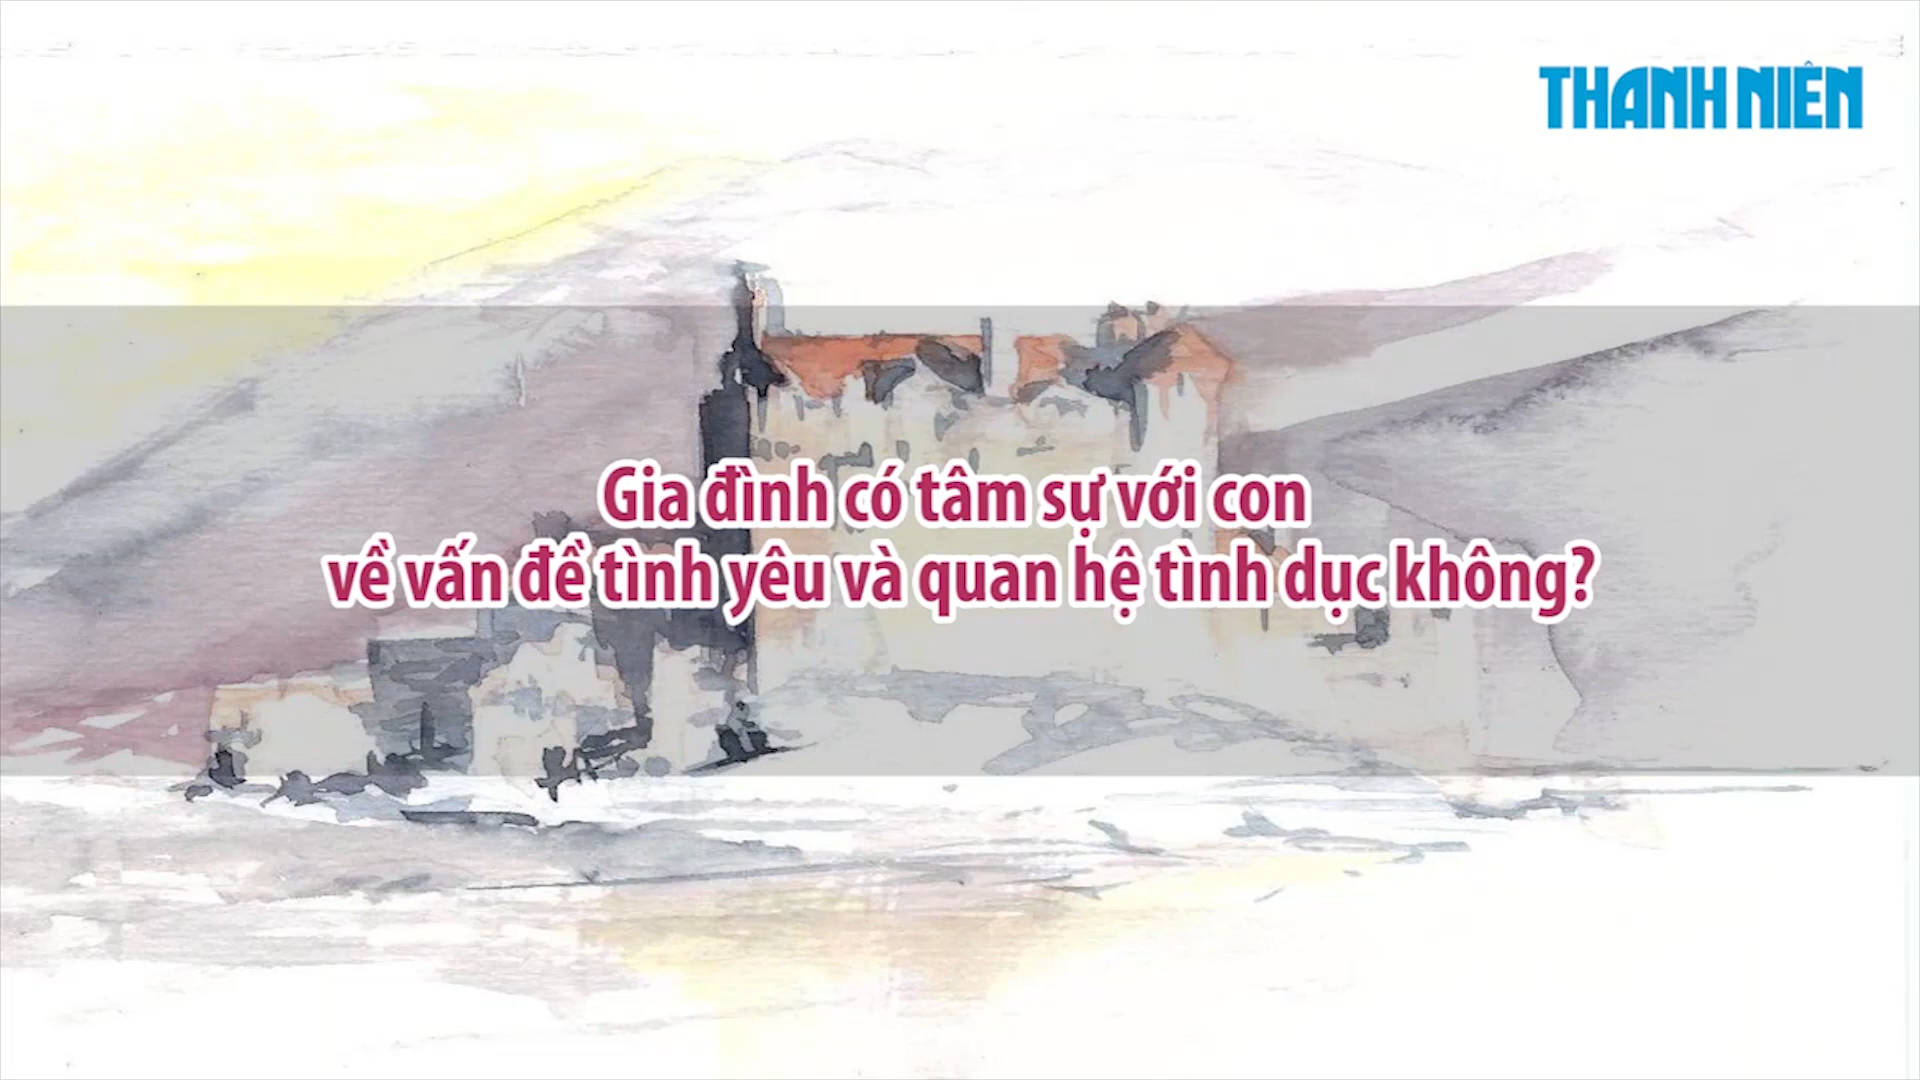 THANH NIÊN
Gia đình có tâm sự với con
về vấn đề tình yêu và quan hệ tình dục không?